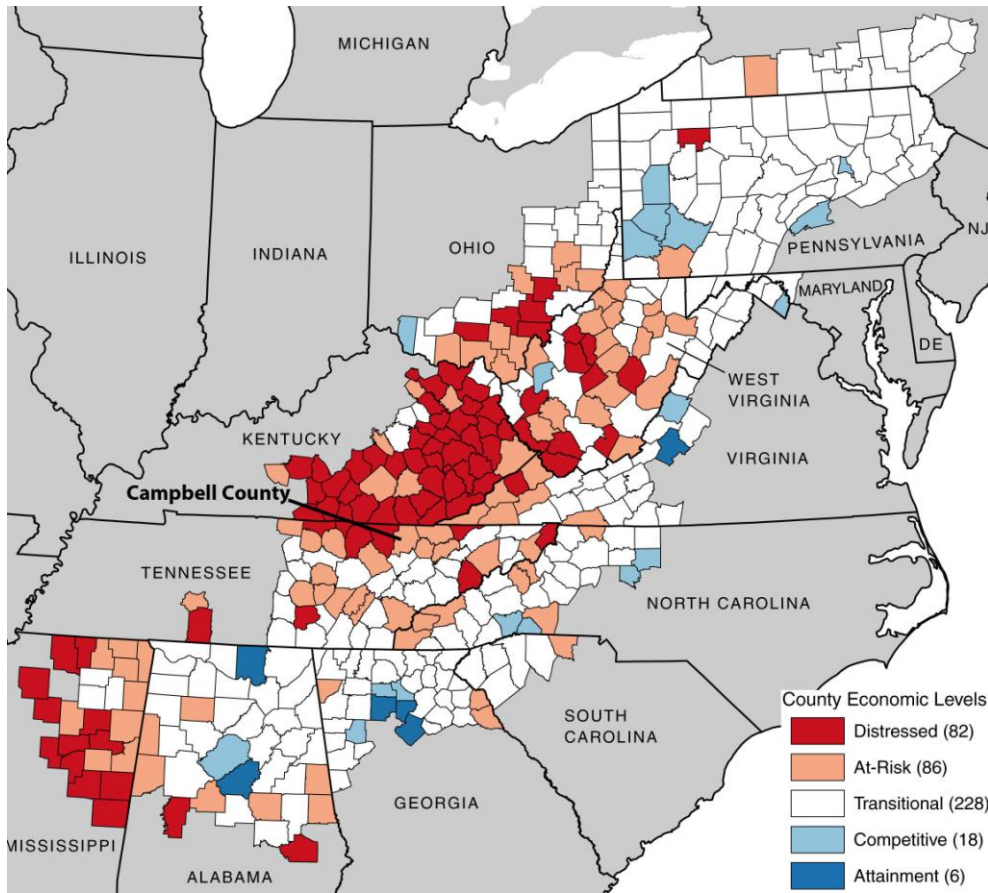 MICHIGAN
NJ
PENNSYLVANIA
OHIO
ILLINOIS
INDIANA
MARYLAND
DE
WEST
VIRGINIA
KENTUCKY
VIRGINIA
Campbell County
TENNESSEE
NORTH CAROLINA
SOUTH
CAROLINA
GEORGIA
MISSISSIPPI
ALABAMA
County Economic Levels
Distressed (82)
At-Risk (86)
Transitional (228)
Competitive (18)
Attainment (6)